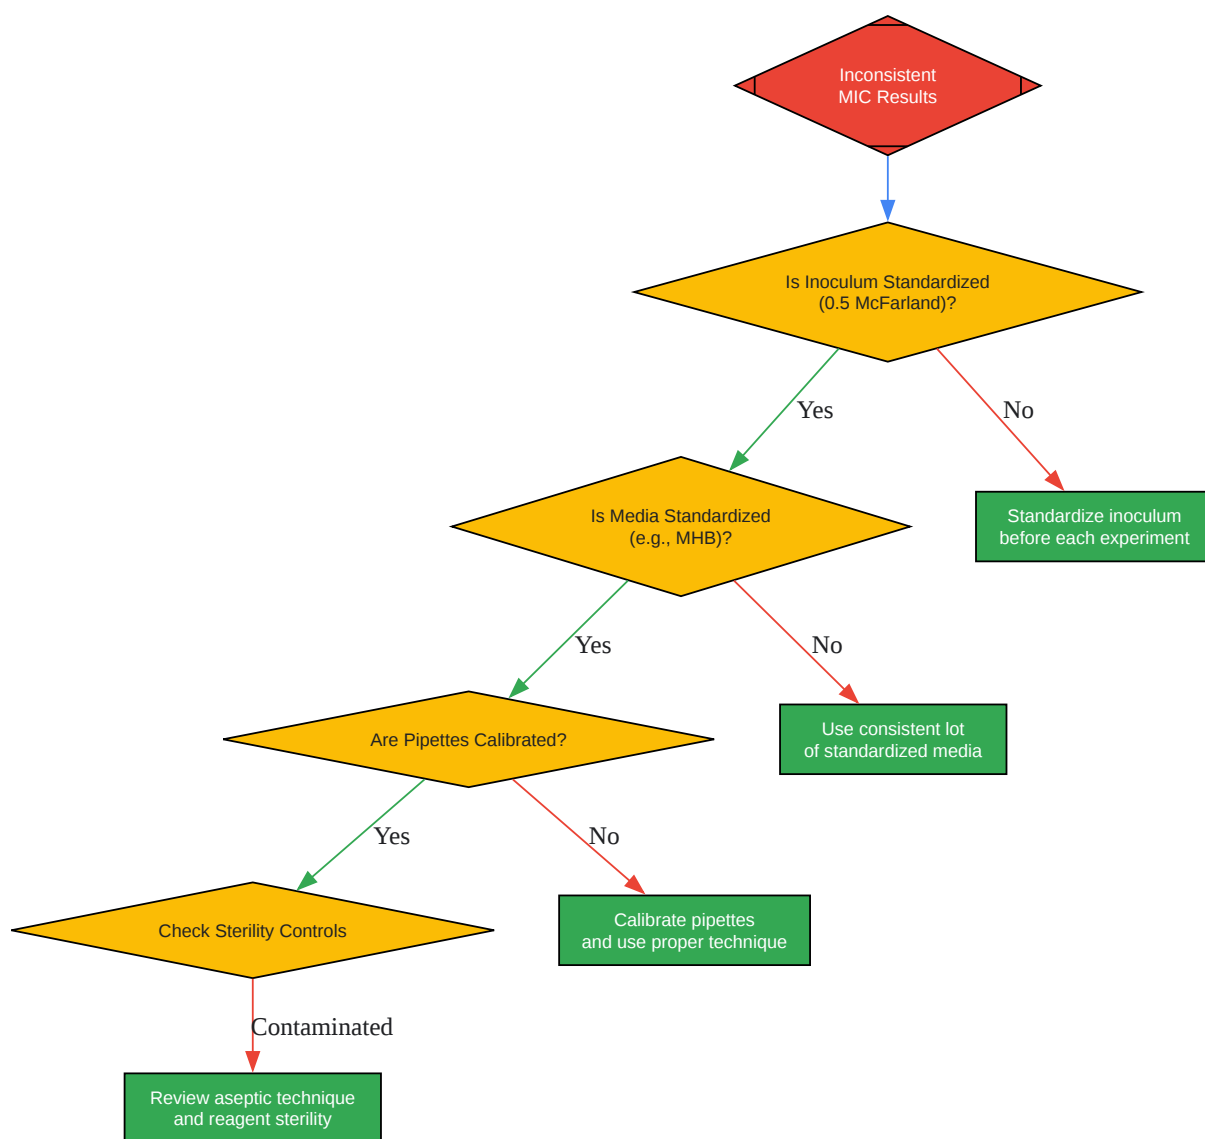 Inconsistent
MIC Results
Is Inoculum Standardized
(0.5 McFarland)?
Yes
No
Is Media Standardized
(e.g., MHB)?
Standardize inoculum
before each experiment
Yes
No
Are Pipettes Calibrated?
Use consistent lot
of standardized media
Yes
No
Check Sterility Controls
Calibrate pipettes
and use proper technique
Contaminated
Review aseptic technique
and reagent sterility